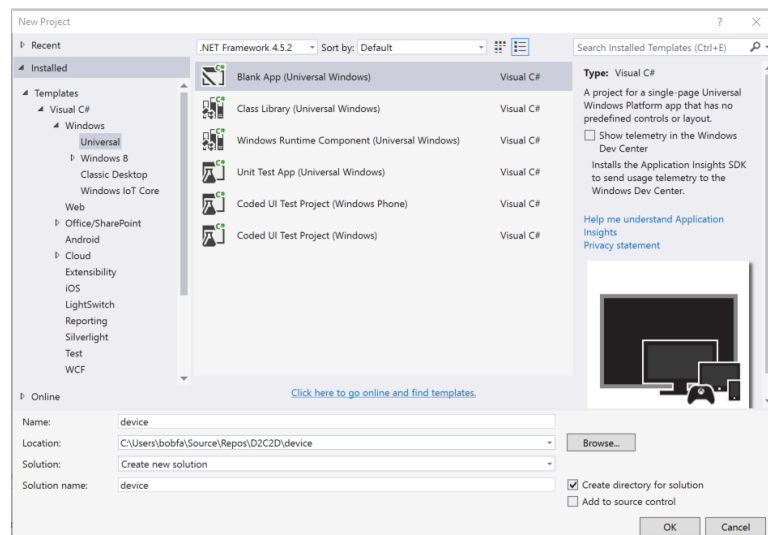 New Project
? ×
Recent
.NET Framework 4.5.2 Sort by: Default
Search Installed Templates (Ctrl+E)
Installed
Templates
Visual C#
Windows
Universal
Windows 8
Classic Desktop
Windows IoT Core
Web
Office/SharePoint
Android
Cloud
Extensibility
iOS
LightSwitch
Reporting
Silverlight
Test
WCF
Online
Blank App (Universal Windows) Visual C#
Class Library (Universal Windows) Visual C#
Windows Runtime Component (Universal Windows) Visual C#
Unit Test App (Universal Windows) Visual C#
Coded UI Test Project (Windows Phone) Visual C#
Coded UI Test Project (Windows) Visual C#
Click here to go online and find templates.
Type: Visual C#
A project for a single-page Universal
Windows Platform app that has no
predefined controls or layout.
Show telemetry in the Windows
Dev Center
Installs the Application Insights SDK
to send usage telemetry to the
Windows Dev Center.
Help me understand Application
Insights
Privacy statement
Name: device
Location: C:\Users\bobfa\Source\Repos\D2C2D\device Browse...
Solution: Create new solution
Solution name: device
Create directory for solution
Add to source control
OK Cancel